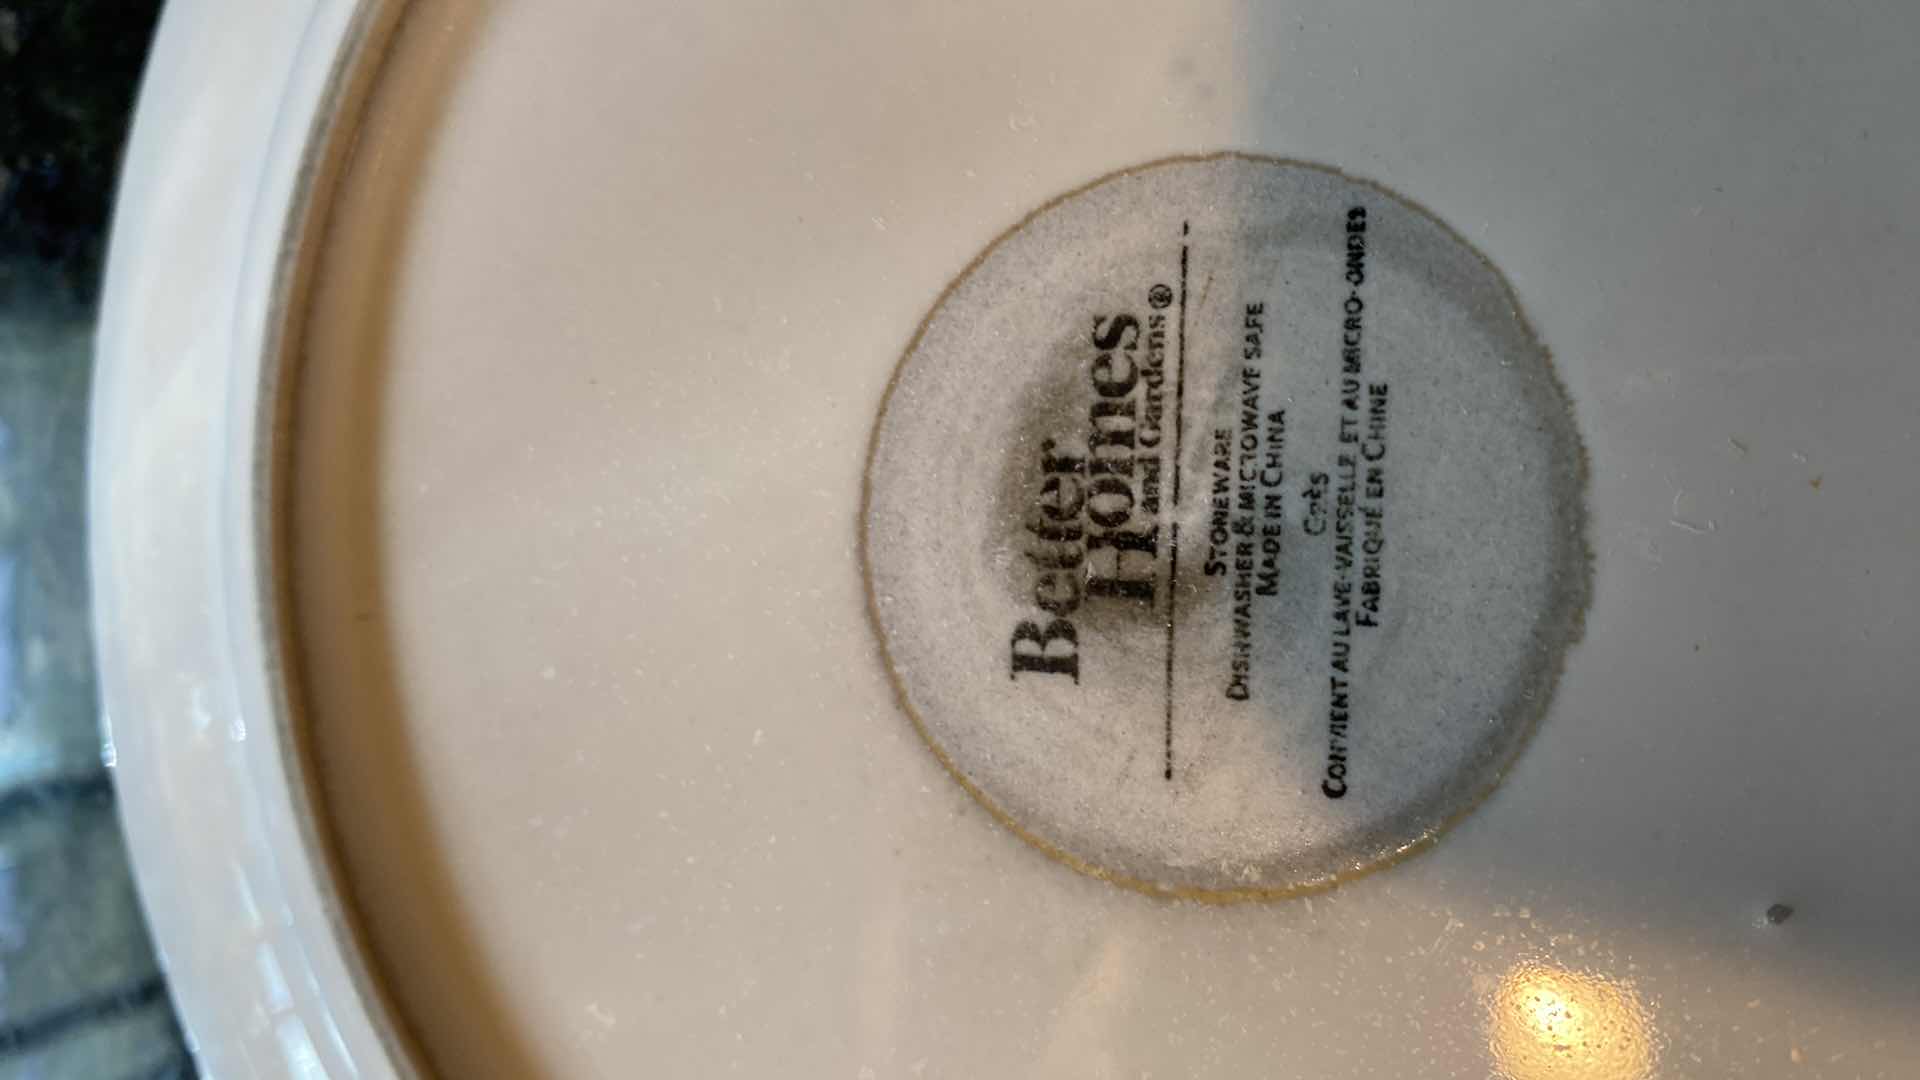 Better
Homes
and Gardens®
STONEWARE
DISHWASHER & MICROWAVE SAFE
MADE IN CHINA
GRÈS
CONVIENT AU LAVE-VAISSELLE ET AU MICRO-ONDES
FABRIQUÉ EN CHINE